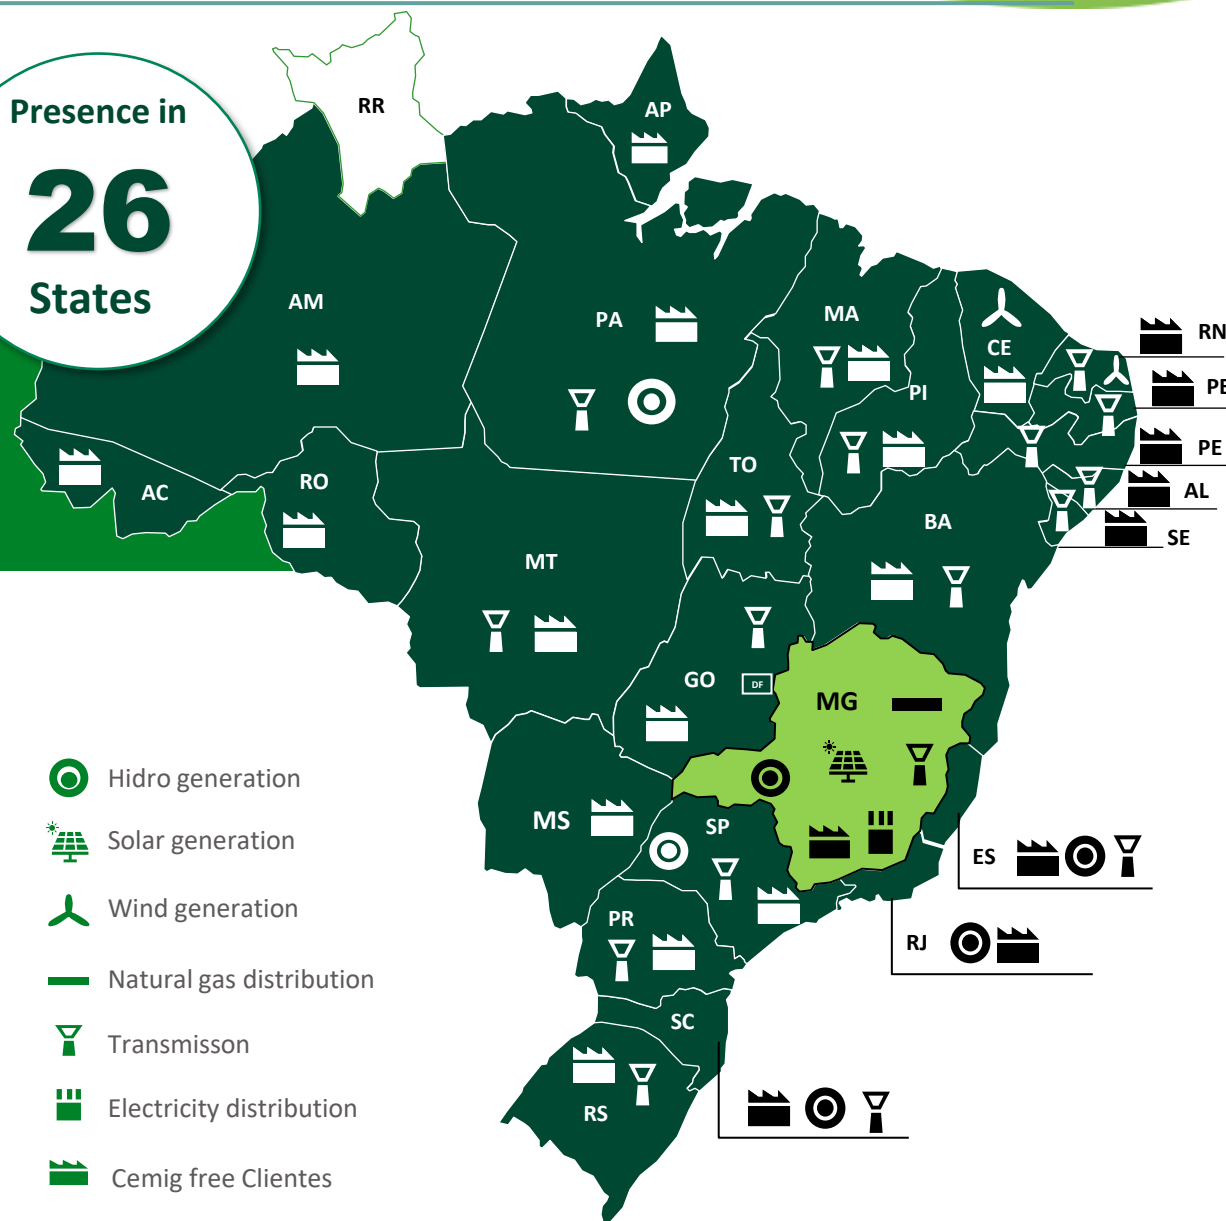 Presence in
26
States
RR
AP
AM
PA
MA
CE
RN
PI
PE
AC
RO
TO
BA
AL
SE
MT
GO
DF
MG
MS
SP
ES
PR
RJ
SC
RS
Hidro generation
Solar generation
Wind generation
Natural gas distribution
Transmisson
Electricity distribution
Cemig free Clientes